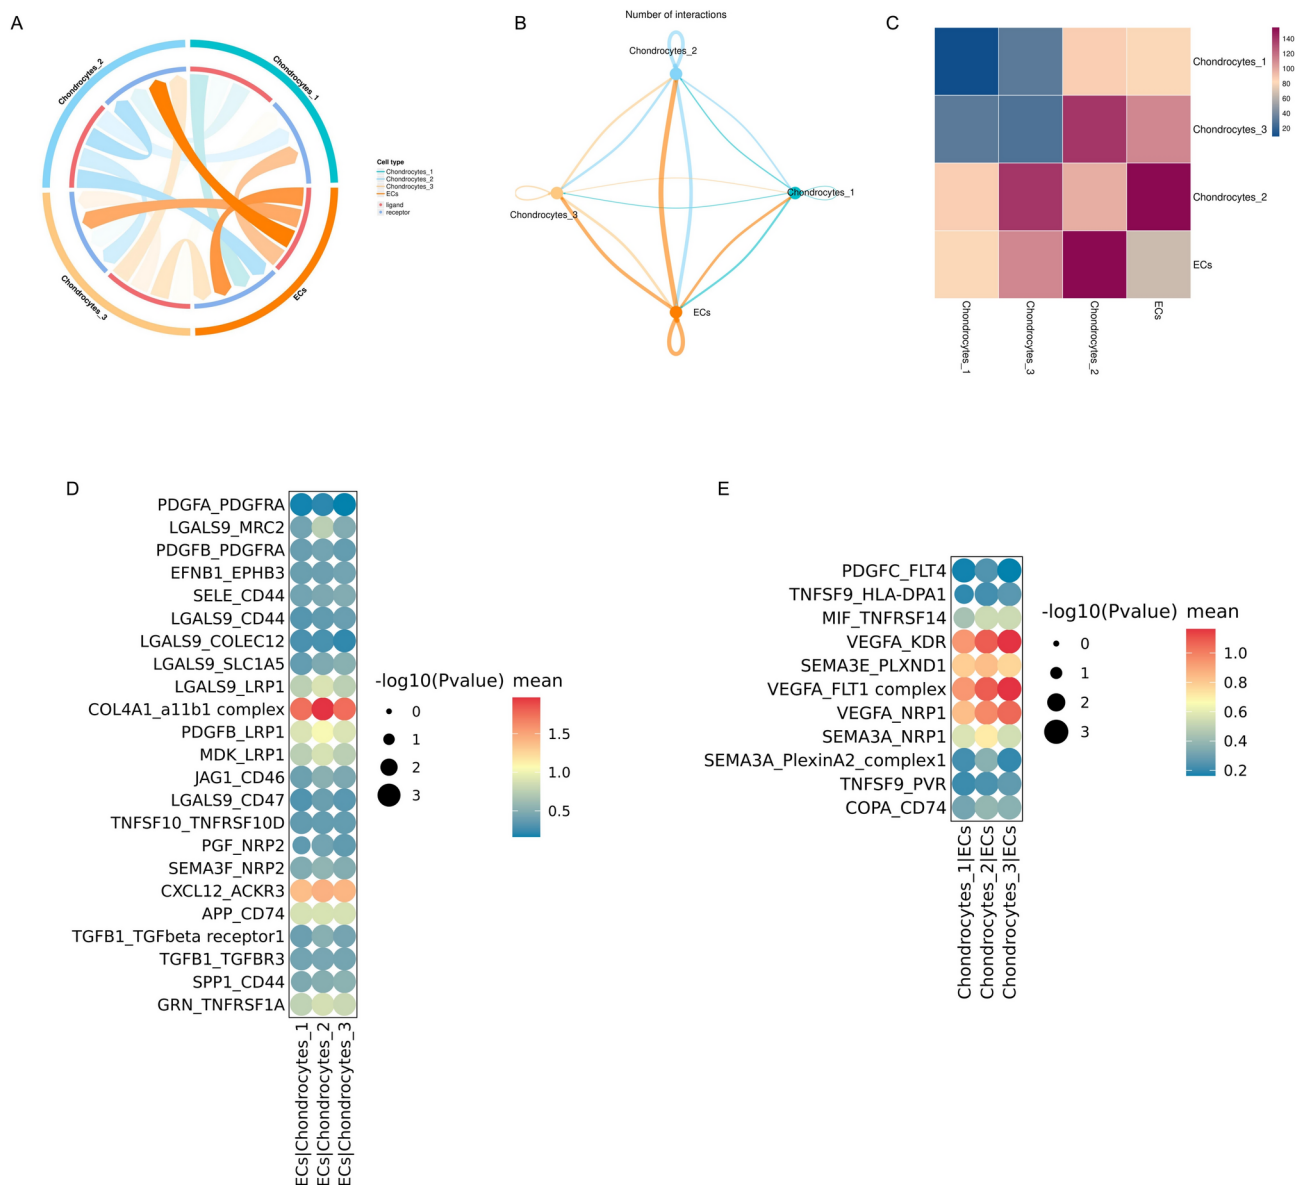 A
Chondrocytes_2
Chondrocytes_1
Chondrocytes_3
ECs
Cell type
Chondrocytes_1
Chondrocytes_2
Chondrocytes_3
ECs
ligand
receptor
B
Number of interactions
Chondrocytes_2
Chondrocytes_1
Chondrocytes_3
ECs
C
Chondrocytes_1
Chondrocytes_3
Chondrocytes_2
ECs
Chondrocytes_1
Chondrocytes_3
Chondrocytes_2
ECs
140
120
100
80
60
40
20
D
PDGFA_PDGFRA
LGALS9_MRC2
PDGFB_PDGFRA
EFNB1_EPHB3
SELE_CD44
LGALS9_CD44
LGALS9_COLEC12
LGALS9_SLC1A5
LGALS9_LRP1
COL4A1_a11b1 complex
PDGFB_LRP1
MDK_LRP1
JAG1_CD46
LGALS9_CD47
TNFSF10_TNFRSF10D
PGF_NRP2
SEMA3F_NRP2
CXCL12_ACKR3
APP_CD74
TGFB1_TGFbeta receptor1
TGFB1_TGFBR3
SPP1_CD44
GRN_TNFRSF1A
ECs|Chondrocytes_1
ECs|Chondrocytes_2
ECs|Chondrocytes_3
-log10(Pvalue)
0
1
2
3
mean
1.5
1.0
0.5
E
PDGFC_FLT4
TNFSF9_HLA-DPA1
MIF_TNFRSF14
VEGFA_KDR
SEMA3E_PLXND1
VEGFA_FLT1 complex
VEGFA_NRP1
SEMA3A_NRP1
SEMA3A_PlexinA2_complex1
TNFSF9_PVR
COPA_CD74
Chondrocytes_1|ECs
Chondrocytes_2|ECs
Chondrocytes_3|ECs
-log10(Pvalue)
0
1
2
3
mean
1.0
0.8
0.6
0.4
0.2